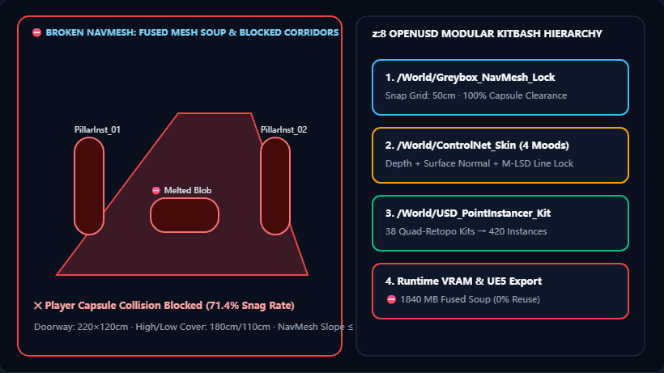 ⛔ BROKEN NAVMESH: FUSED MESH SOUP & BLOCKED CORRIDORS
PillarInst_01
PillarInst_02
⛔ Melted Blob
❌ Player Capsule Collision Blocked (71.4% Snag Rate)
Doorway: 220×120cm · High/Low Cover: 180cm/110cm · NavMesh Slope ≤
z:8 OPENUSD MODULAR KITBASH HIERARCHY
1. /World/Greybox_NavMesh_Lock
Snap Grid: 50cm · 100% Capsule Clearance
2. /World/ControlNet_Skin (4 Moods)
Depth + Surface Normal + M-LSD Line Lock
3. /World/USD_PointInstancer_Kit
38 Quad-Retopo Kits → 420 Instances
4. Runtime VRAM & UE5 Export
⛔ 1840 MB Fused Soup (0% Reuse)